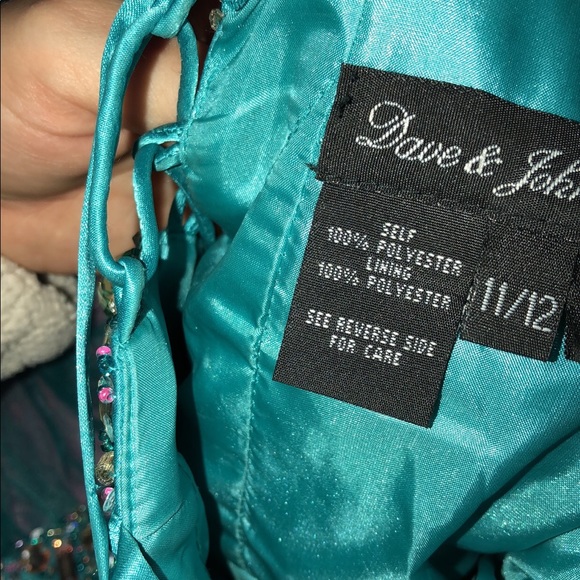 Dave & Joh
SELF
100% POLYESTER
LINING
100% POLYESTER
SEE REVERSE SIDE
FOR CARE
11/12